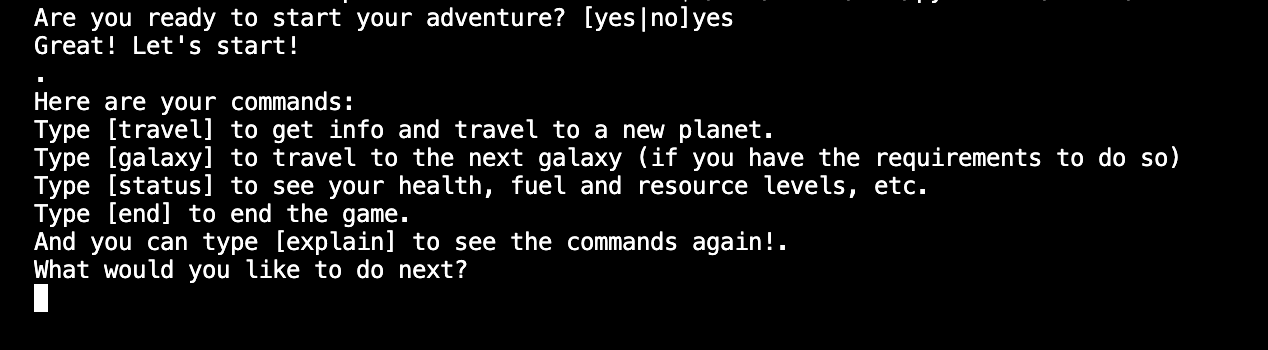 Are you ready to start your adventure? [yes|no]yes
Great! Let's start!
.
Here are your commands:
Type [travel] to get info and travel to a new planet.
Type [galaxy] to travel to the next galaxy (if you have the requirements to do so)
Type [status] to see your health, fuel and resource levels, etc.
Type [end] to end the game.
And you can type [explain] to see the commands again!.
What would you like to do next?